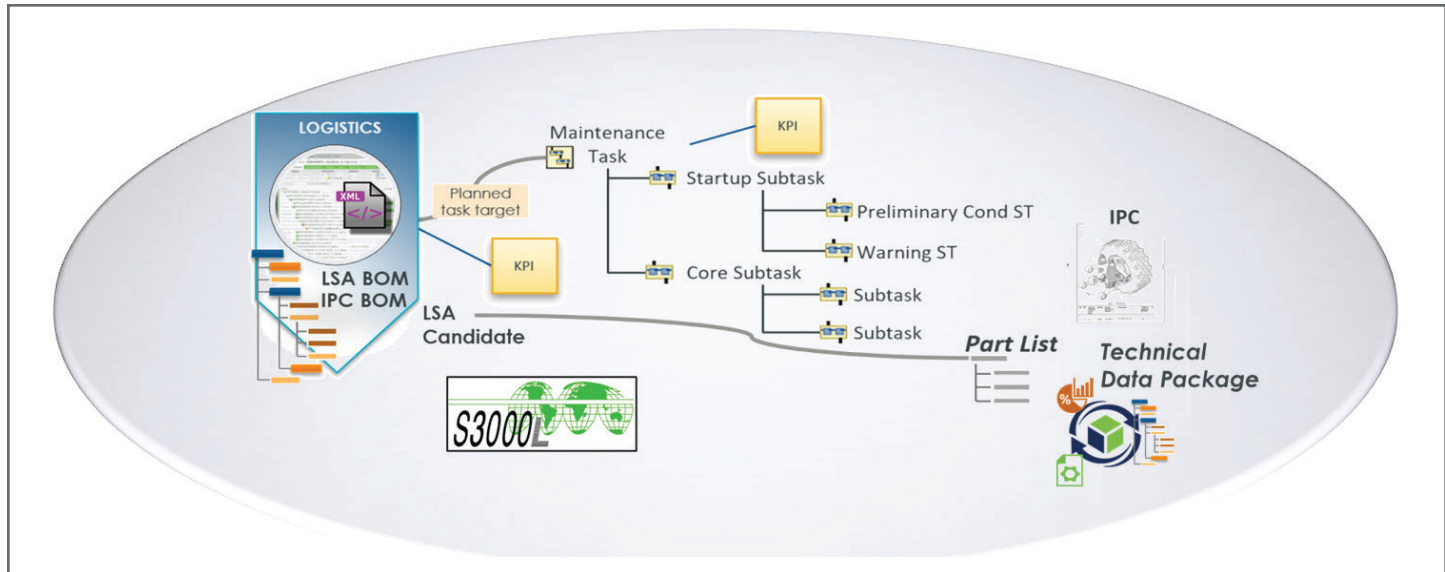 LOGISTICS
XML
</>
LSA BOM
IPC BOM
LSA
Candidate
Planned
task target
KPI
Maintenance
Task
KPI
Startup Subtask
Preliminary Cond ST
Warning ST
Core Subtask
Subtask
Subtask
S3000L
IPC
Part List
Technical
Data Package
%